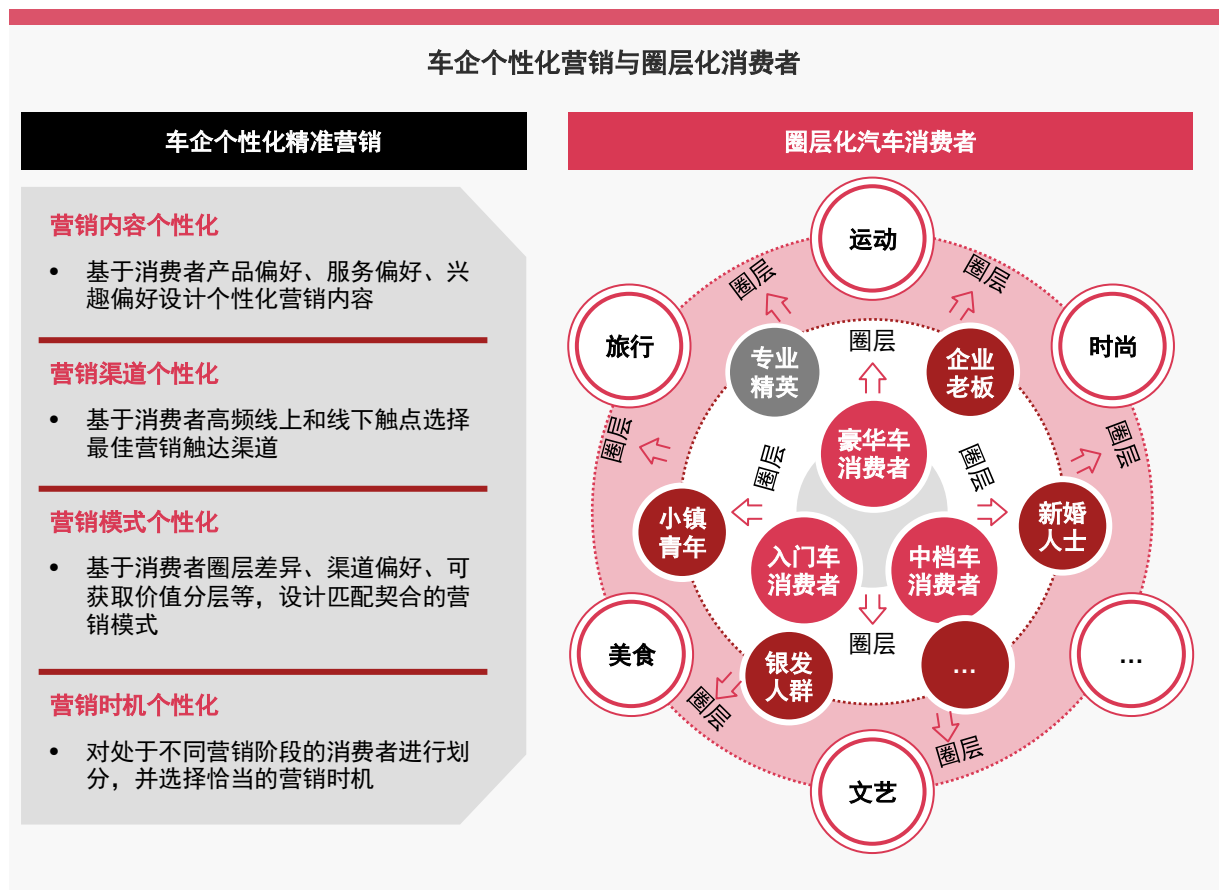 车企个性化营销与圈层化消费者
车企个性化精准营销
营销内容个性化
• 基于消费者产品偏好、服务偏好、兴
趣偏好设计个性化营销内容
营销渠道个性化
• 基于消费者高频线上和线下触点选择
最佳营销触达渠道
营销模式个性化
• 基于消费者圈层差异、渠道偏好、可
获取价值分层等，设计匹配契合的营
销模式
营销时机个性化
• 对处于不同营销阶段的消费者进行划
分，并选择恰当的营销时机
圈层化汽车消费者
运动
圈层
圈层
旅行
时尚
圈层
专业
精英
企业
老板
豪华车
消费者
圈层
圈层
圈层
圈层
小镇
青年
新婚
人士
入门车
消费者
中档车
消费者
圈层
美食
...
银发
人群
...
圈层
圈层
文艺